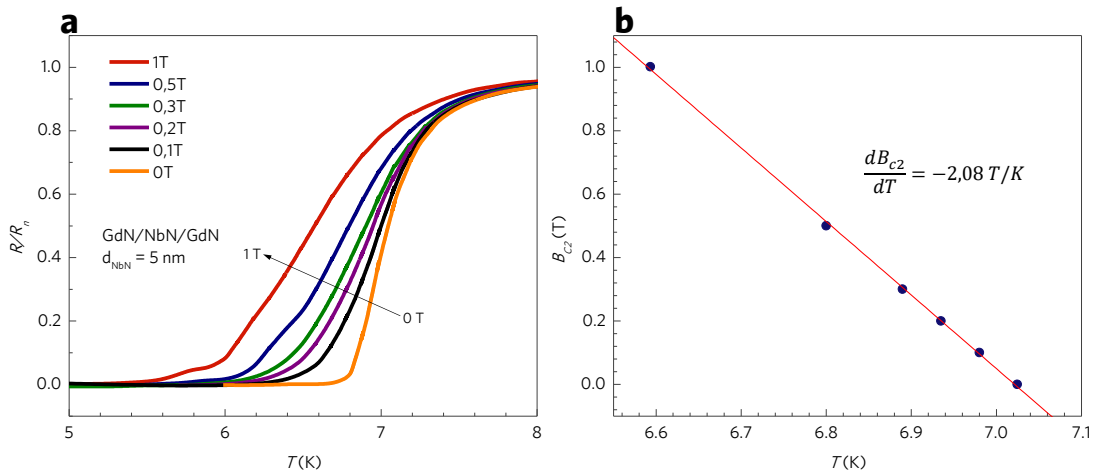 a
1.0
0.8
0.6
0.4
0.2
0.0
R/Rₙ
1T
0,5T
0,3T
0,2T
0,1T
0T
GdN/NbN/GdN
d_NbN = 5 nm
1 T
0 T
5
6
7
8
T(K)
b
1.0
0.8
0.6
0.4
0.2
0.0
B_C2 (T)
dB_c2/dT = −2,08 T/K
6.6
6.7
6.8
6.9
7.0
7.1
T(K)